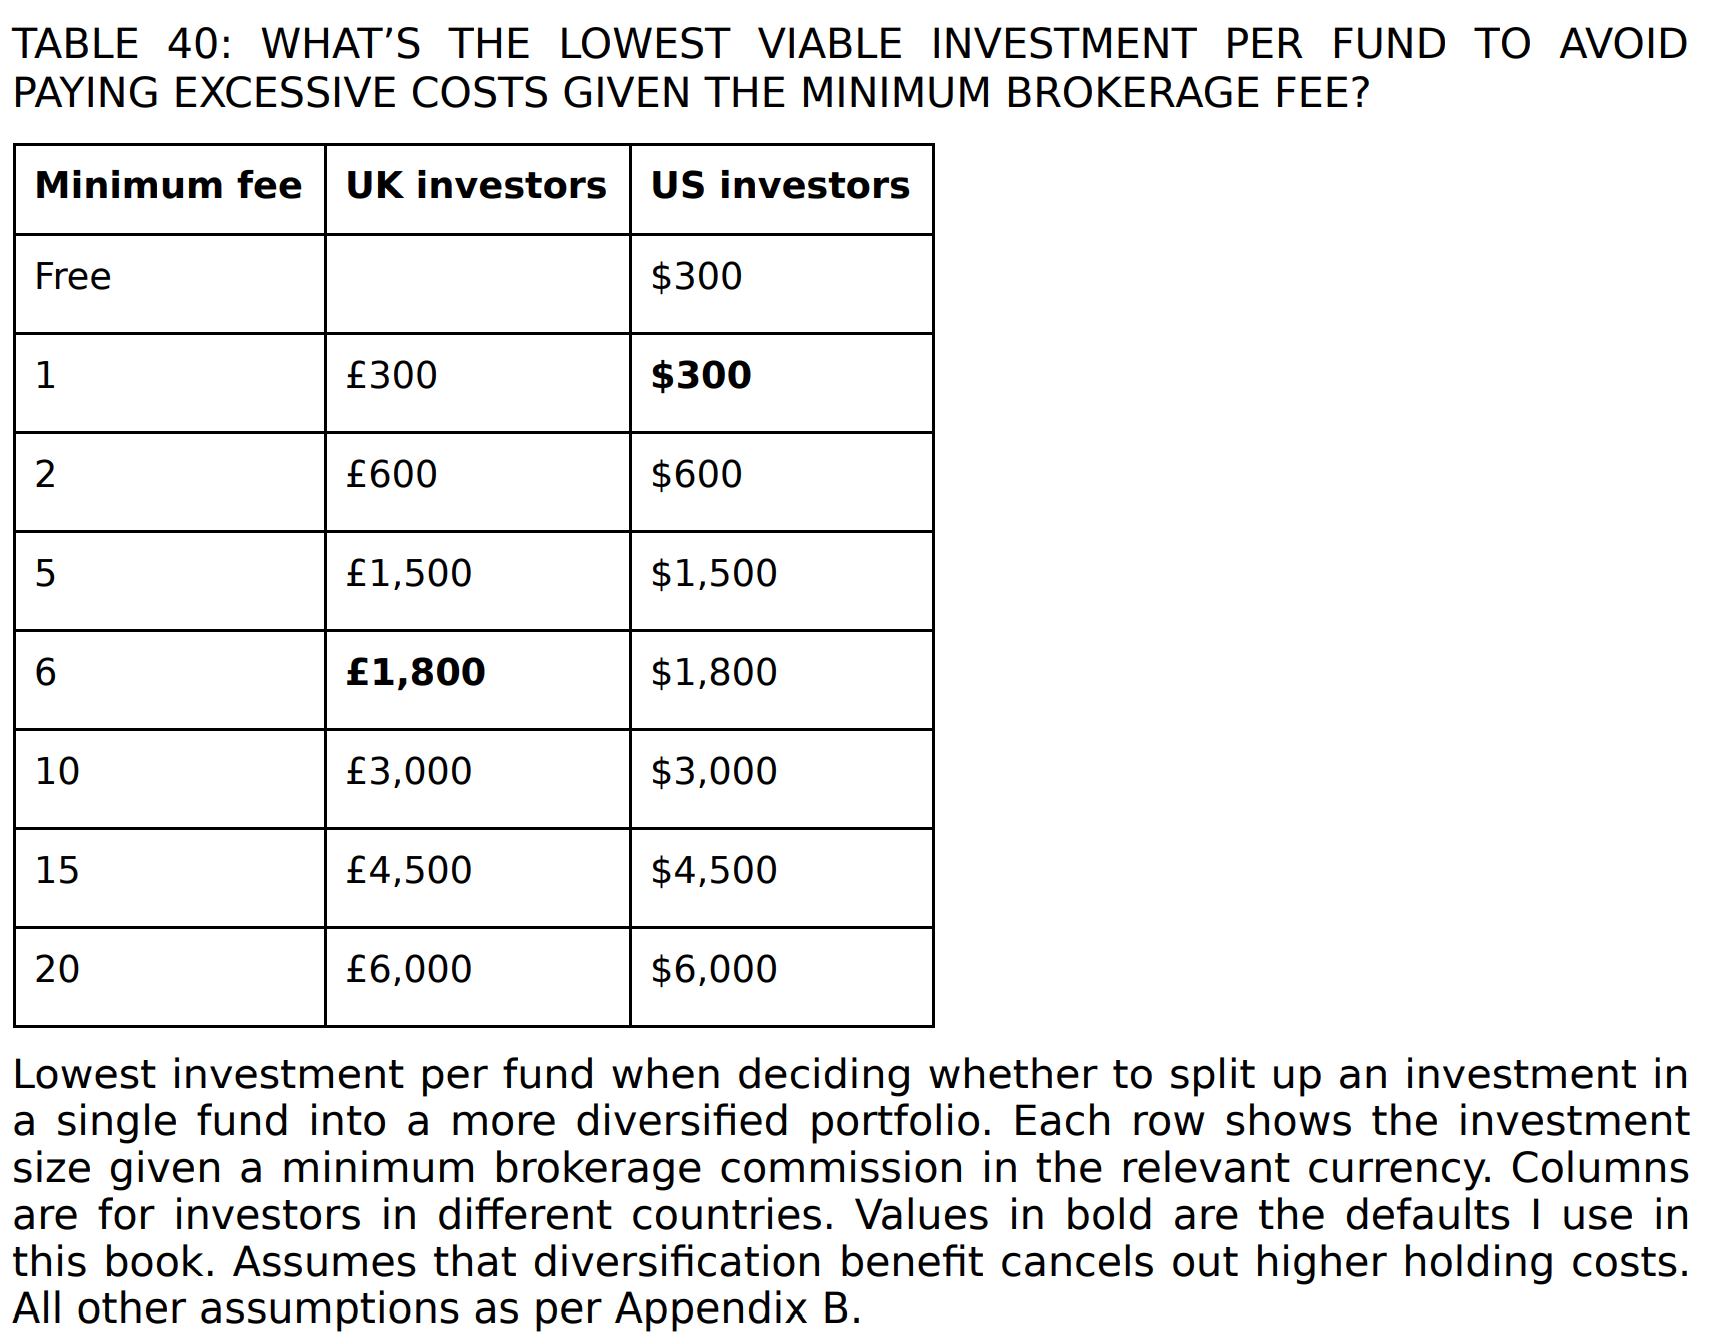 TABLE 40: WHAT’S THE LOWEST VIABLE INVESTMENT PER FUND TO AVOID
PAYING EXCESSIVE COSTS GIVEN THE MINIMUM BROKERAGE FEE?
Minimum fee UK investors US investors
Free $300
1 £300 $300
2 £600 $600
5 £1,500 $1,500
6 £1,800 $1,800
10 £3,000 $3,000
15 £4,500 $4,500
20 £6,000 $6,000
Lowest investment per fund when deciding whether to split up an investment in
a single fund into a more diversified portfolio. Each row shows the investment
size given a minimum brokerage commission in the relevant currency. Columns
are for investors in different countries. Values in bold are the defaults I use in
this book. Assumes that diversification benefit cancels out higher holding costs.
All other assumptions as per Appendix B.